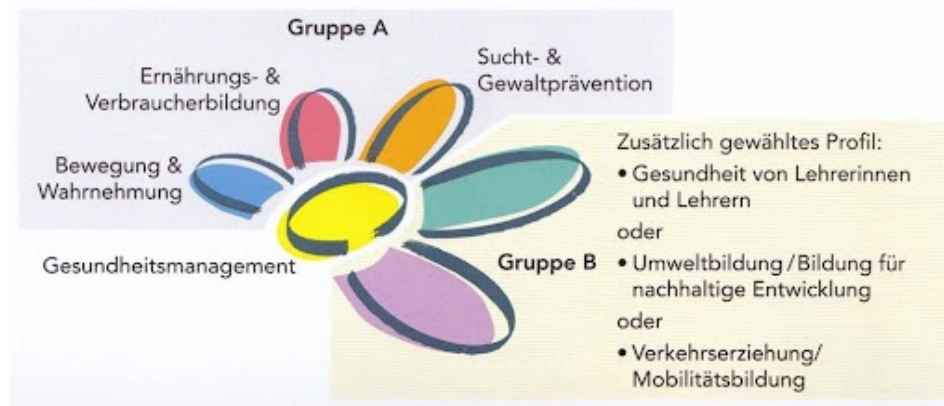 Gruppe A
Ernährungs- &
Verbraucherbildung
Sucht- &
Gewaltprävention
Bewegung &
Wahrnehmung
Gesundheitsmanagement
Gruppe B
Zusätzlich gewähltes Profil:
• Gesundheit von Lehrerinnen
und Lehrern
oder
• Umweltbildung/Bildung für
nachhaltige Entwicklung
oder
• Verkehrserziehung/
Mobilitätsbildung